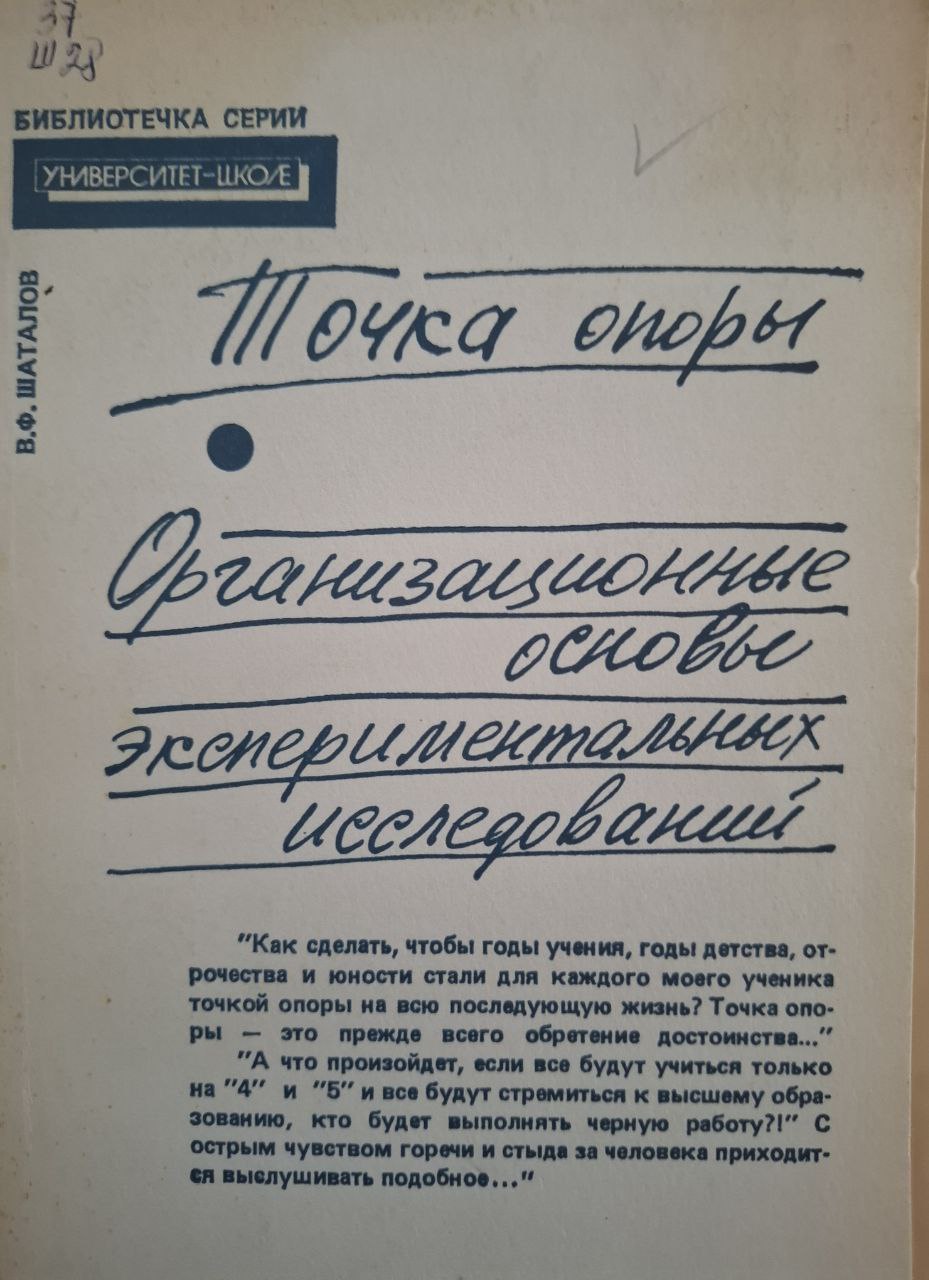 37
Ш 28
БИБЛИОТЕЧКА СЕРИИ
УНИВЕРСИТЕТ-ШКОЛЕ
В.Ф. ШАТАЛОВ
Точка опоры
Организационные
основы
экспериментальных
исследований
"Как сделать, чтобы годы учения, годы детства, от-
рочества и юности стали для каждого моего ученика
точкой опоры на всю последующую жизнь? Точка опо-
ры — это прежде всего обретение достоинства..."
"А что произойдет, если все будут учиться только
на "4" и "5" и все будут стремиться к высшему обра-
зованию, кто будет выполнять черную работу?!" С
острым чувством горечи и стыда за человека приходит-
ся выслушивать подобное..."